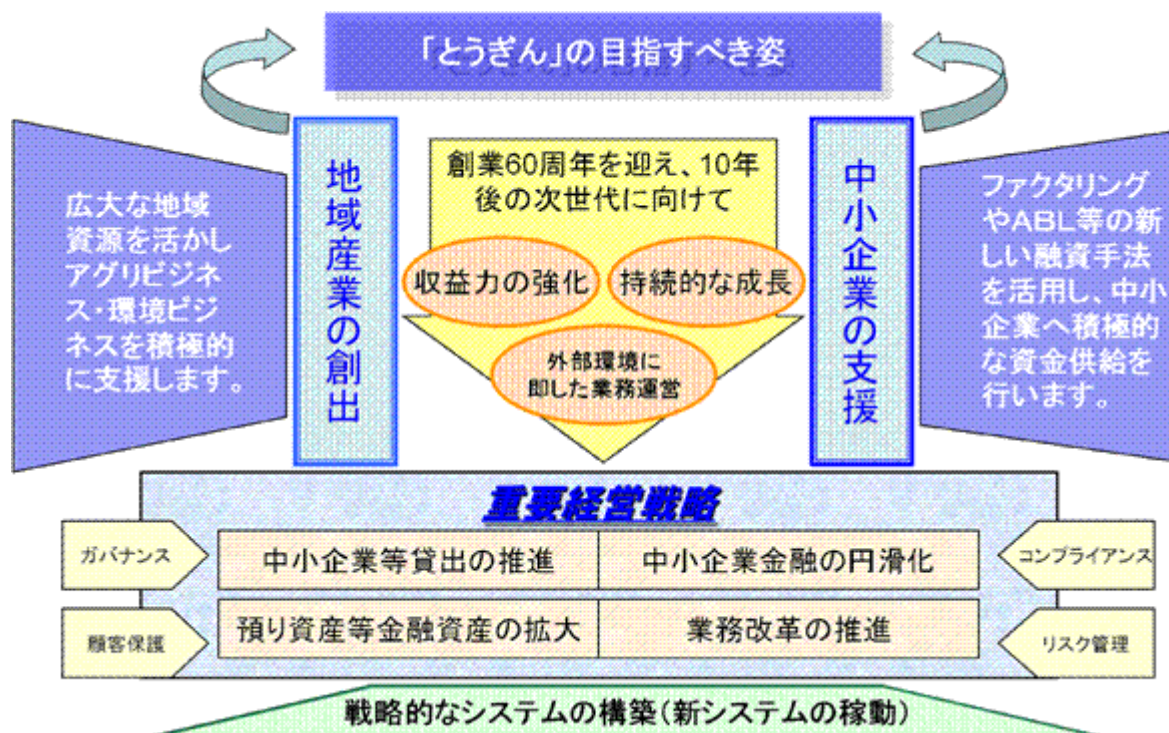 「とうぎん」の目指すべき姿
広大な地域
資源を活かし
アグリビジネ
ス・環境ビジ
ネスを積極的
に支援します。
地域産業の創出
創業60周年を迎え、10年
後の次世代に向けて
収益力の強化
持続的な成長
外部環境に
即した業務運営
中小企業の支援
ファクタリング
やABL等の新
しい融資手法
を活用し、中小
企業へ積極的
な資金供給を
行います。
重要経営戦略
ガバナンス
中小企業等貸出の推進
中小企業金融の円滑化
コンプライアンス
顧客保護
預り資産等金融資産の拡大
業務改革の推進
リスク管理
戦略的なシステムの構築(新システムの稼動)